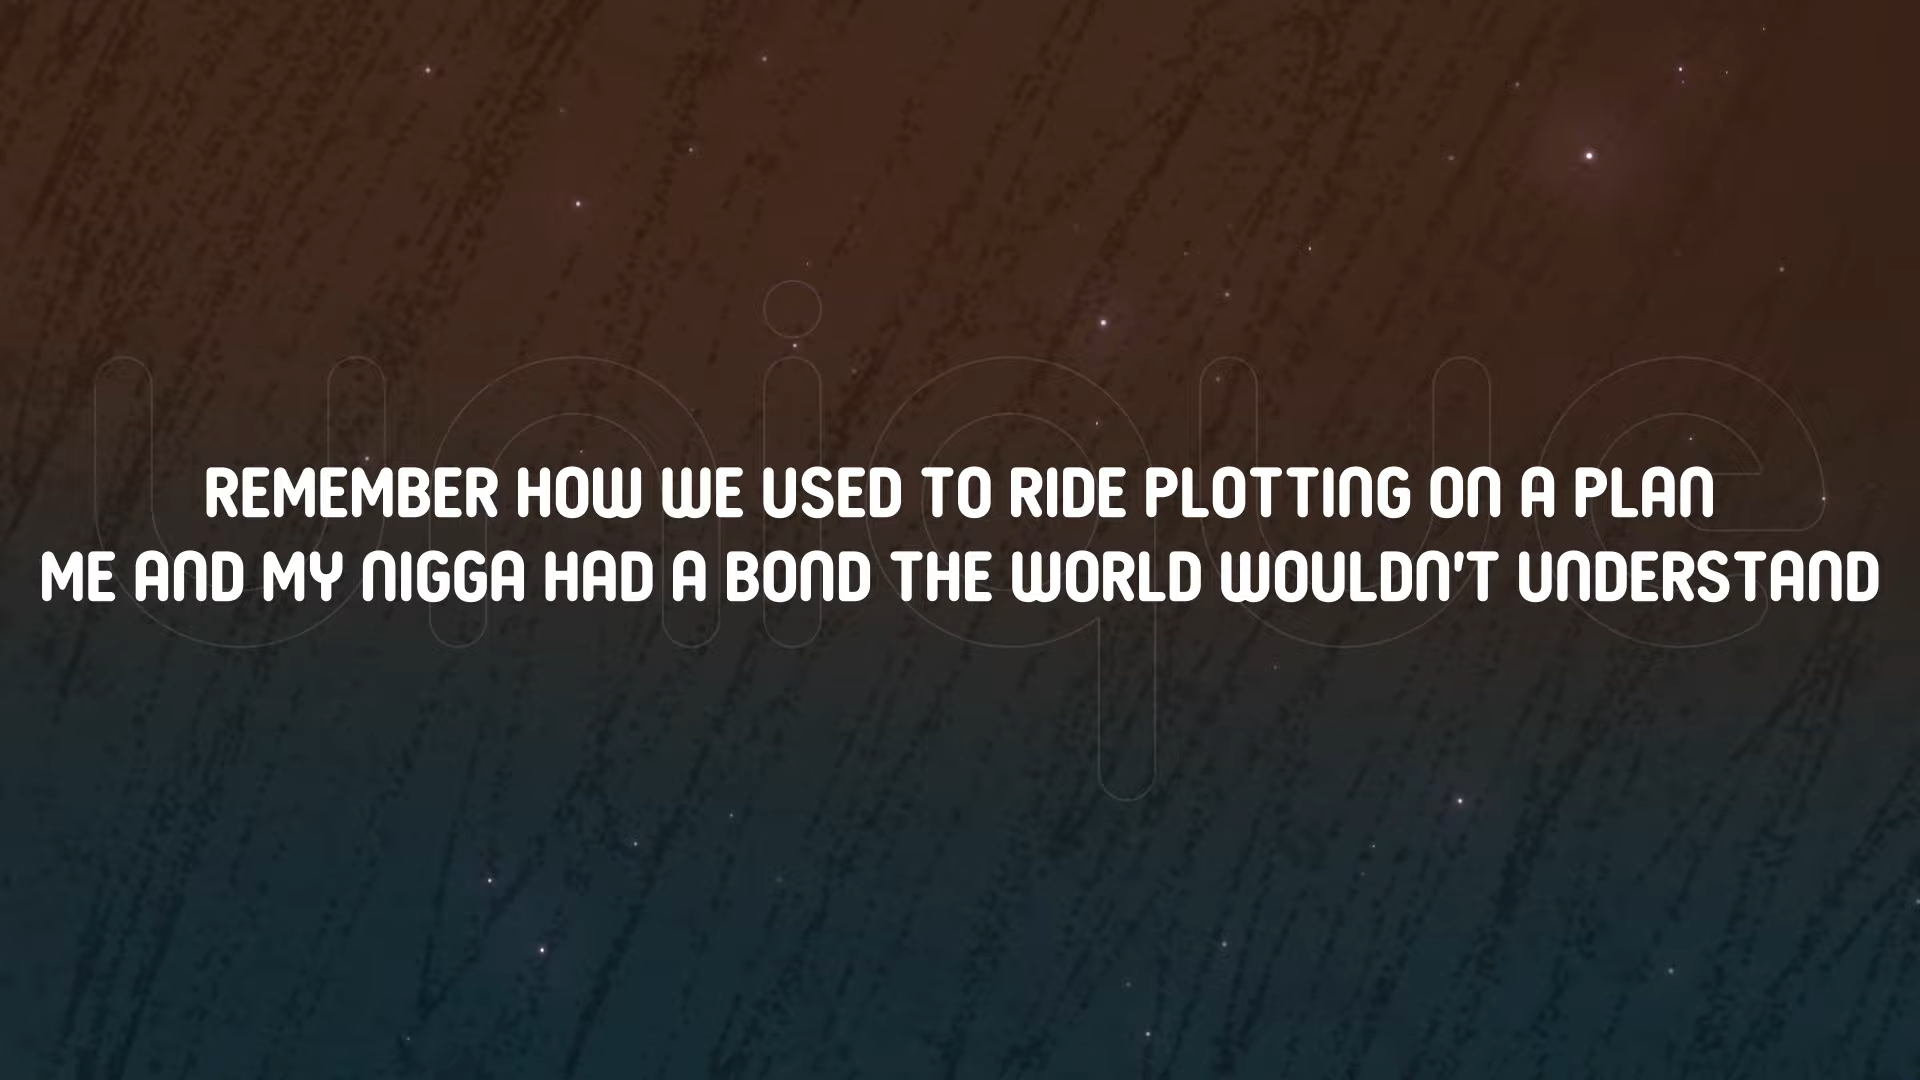 unique
REMEMBER HOW WE USED TO RIDE PLOTTING ON A PLAN
ME AND MY NIGGA HAD A BOND THE WORLD WOULDN'T UNDERSTAND